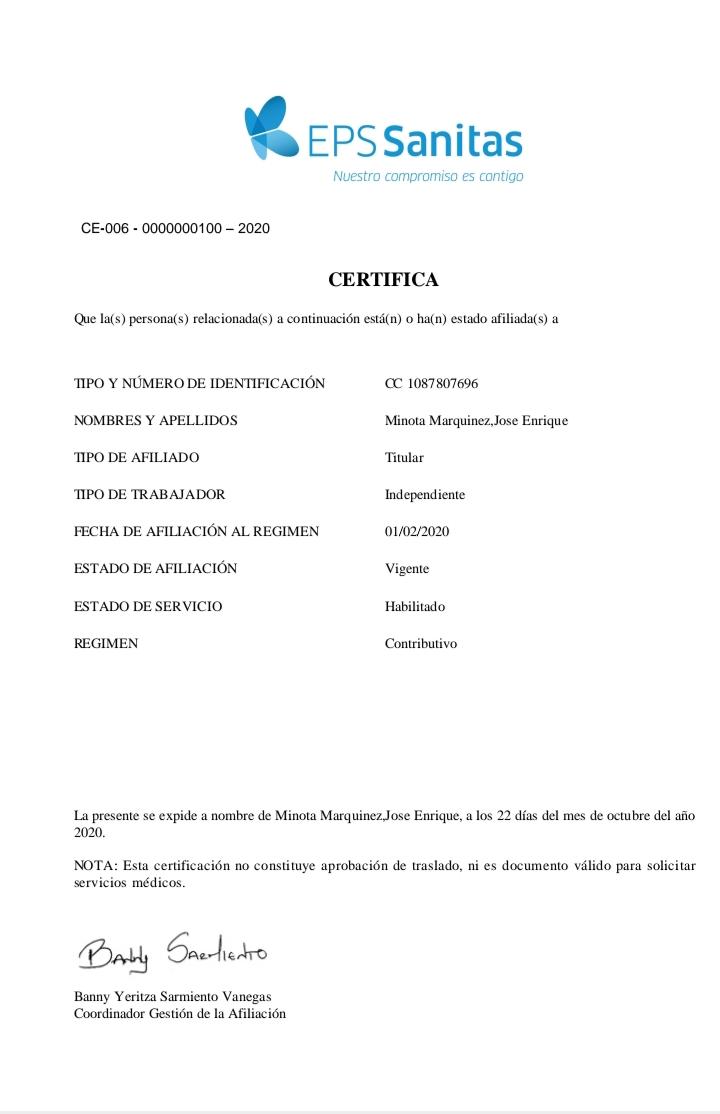 EPS Sanitas
Nuestro compromiso es contigo
CE-006 - 0000000100 – 2020
CERTIFICA
Que la(s) persona(s) relacionada(s) a continuación está(n) o ha(n) estado afiliada(s) a
TIPO Y NÚMERO DE IDENTIFICACIÓN CC 1087807696
NOMBRES Y APELLIDOS Minota Marquinez,Jose Enrique
TIPO DE AFILIADO Titular
TIPO DE TRABAJADOR Independiente
FECHA DE AFILIACIÓN AL REGIMEN 01/02/2020
ESTADO DE AFILIACIÓN Vigente
ESTADO DE SERVICIO Habilitado
REGIMEN Contributivo
La presente se expide a nombre de Minota Marquinez,Jose Enrique, a los 22 días del mes de octubre del año
2020.
NOTA: Esta certificación no constituye aprobación de traslado, ni es documento válido para solicitar
servicios médicos.
Banny Sarmiento
Banny Yeritza Sarmiento Vanegas
Coordinador Gestión de la Afiliación